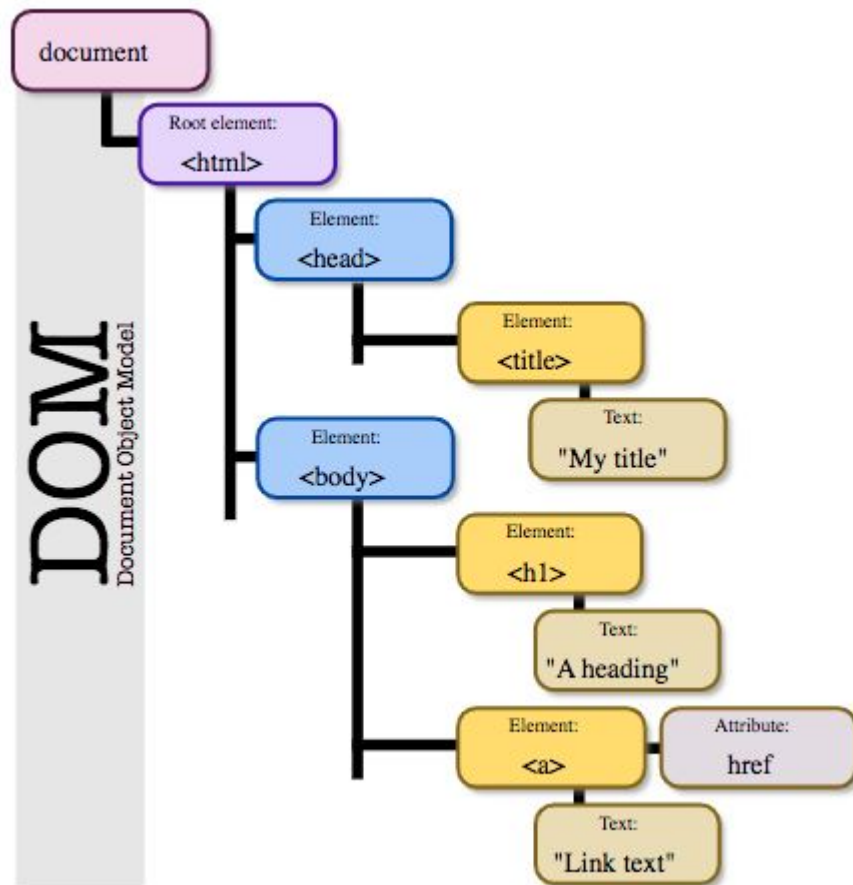 document
Root element:
<html>
Element:
<head>
Element:
<title>
Text:
"My title"
Element:
<body>
Element:
<h1>
Text:
"A heading"
Element:
<a>
Attribute:
href
Text:
"Link text"
DOM
Document Object Model